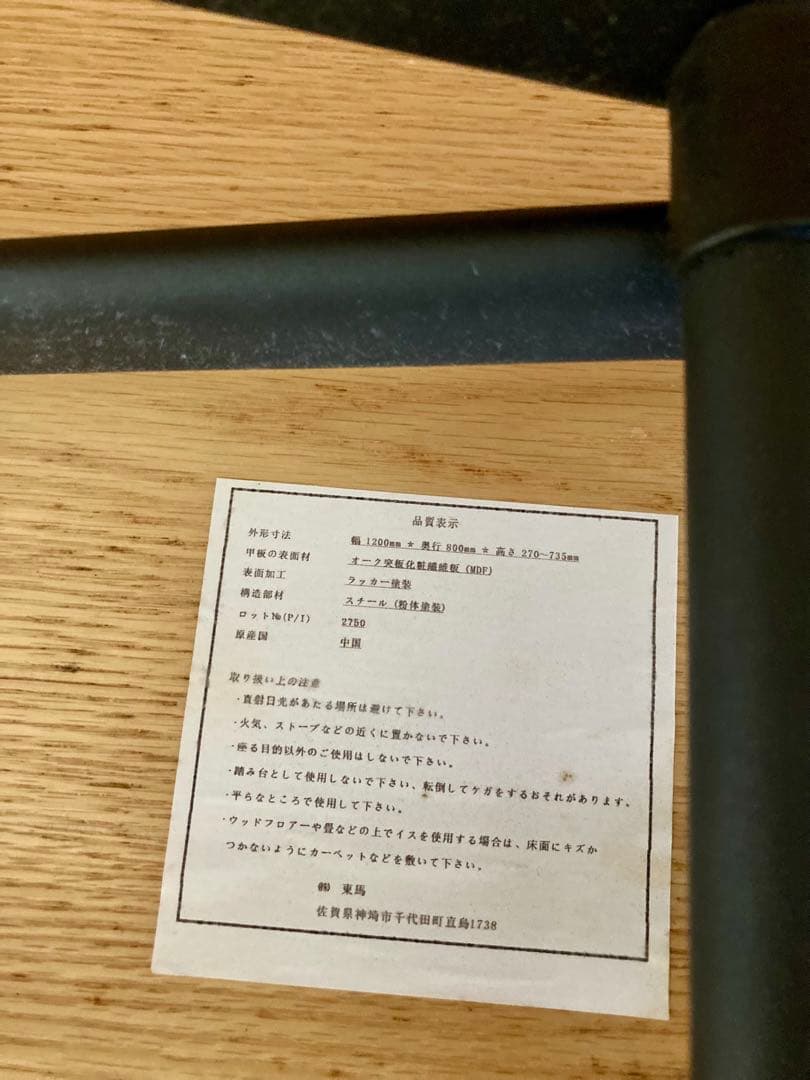 品質表示
外形寸法 幅 1200mm ☆ 奥行 800mm ☆ 高さ 270～735mm
甲板の表面材 オーク突板化粧繊維板 (MDF)
表面加工 ラッカー塗装
構造部材 スチール (粉体塗装)
ロット№(P/I) 2750
原産国 中国
取り扱い上の注意
・直射日光があたる場所は避けて下さい。
・火気、ストーブなどの近くに置かないで下さい。
・座る目的以外のご使用はしないで下さい。
・踏み台として使用しないで下さい、転倒してケガをするおそれがあります、
・平らなところで使用して下さい。
・ウッドフロアーや畳などの上でイスを使用する場合は、床面にキズか
つかないようにカーペットなどを敷いて下さい。
㈱ 東馬
佐賀県神埼市千代田町直鳥1738